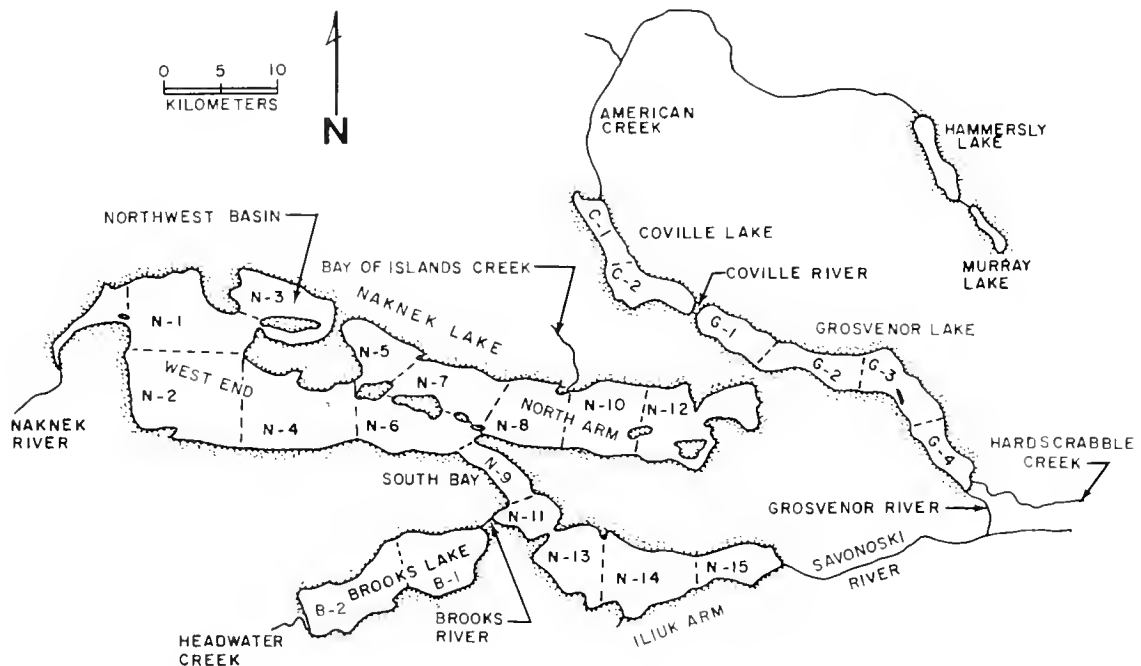 0 5 10
KILOMETERS
N
AMERICAN
CREEK
HAMMERSLY
LAKE
MURRAY
LAKE
NORTHWEST BASIN
BAY OF ISLANDS CREEK
COVILLE LAKE
COVILLE RIVER
GROSVENOR LAKE
C-1
C-2
G-1
G-2
G-3
G-4
NAKNEK LAKE
N-1
N-2
N-3
N-4
N-5
N-6
N-7
N-8
N-9
N-10
N-11
N-12
N-13
N-14
N-15
WEST END
NORTH ARM
NAKNEK
RIVER
SOUTH BAY
HARDSCRABBLE
CREEK
GROSVENOR RIVER
SAVONOSKI
RIVER
ILIUK ARM
BROOKS LAKE
B-1
B-2
BROOKS
RIVER
HEADWATER
CREEK